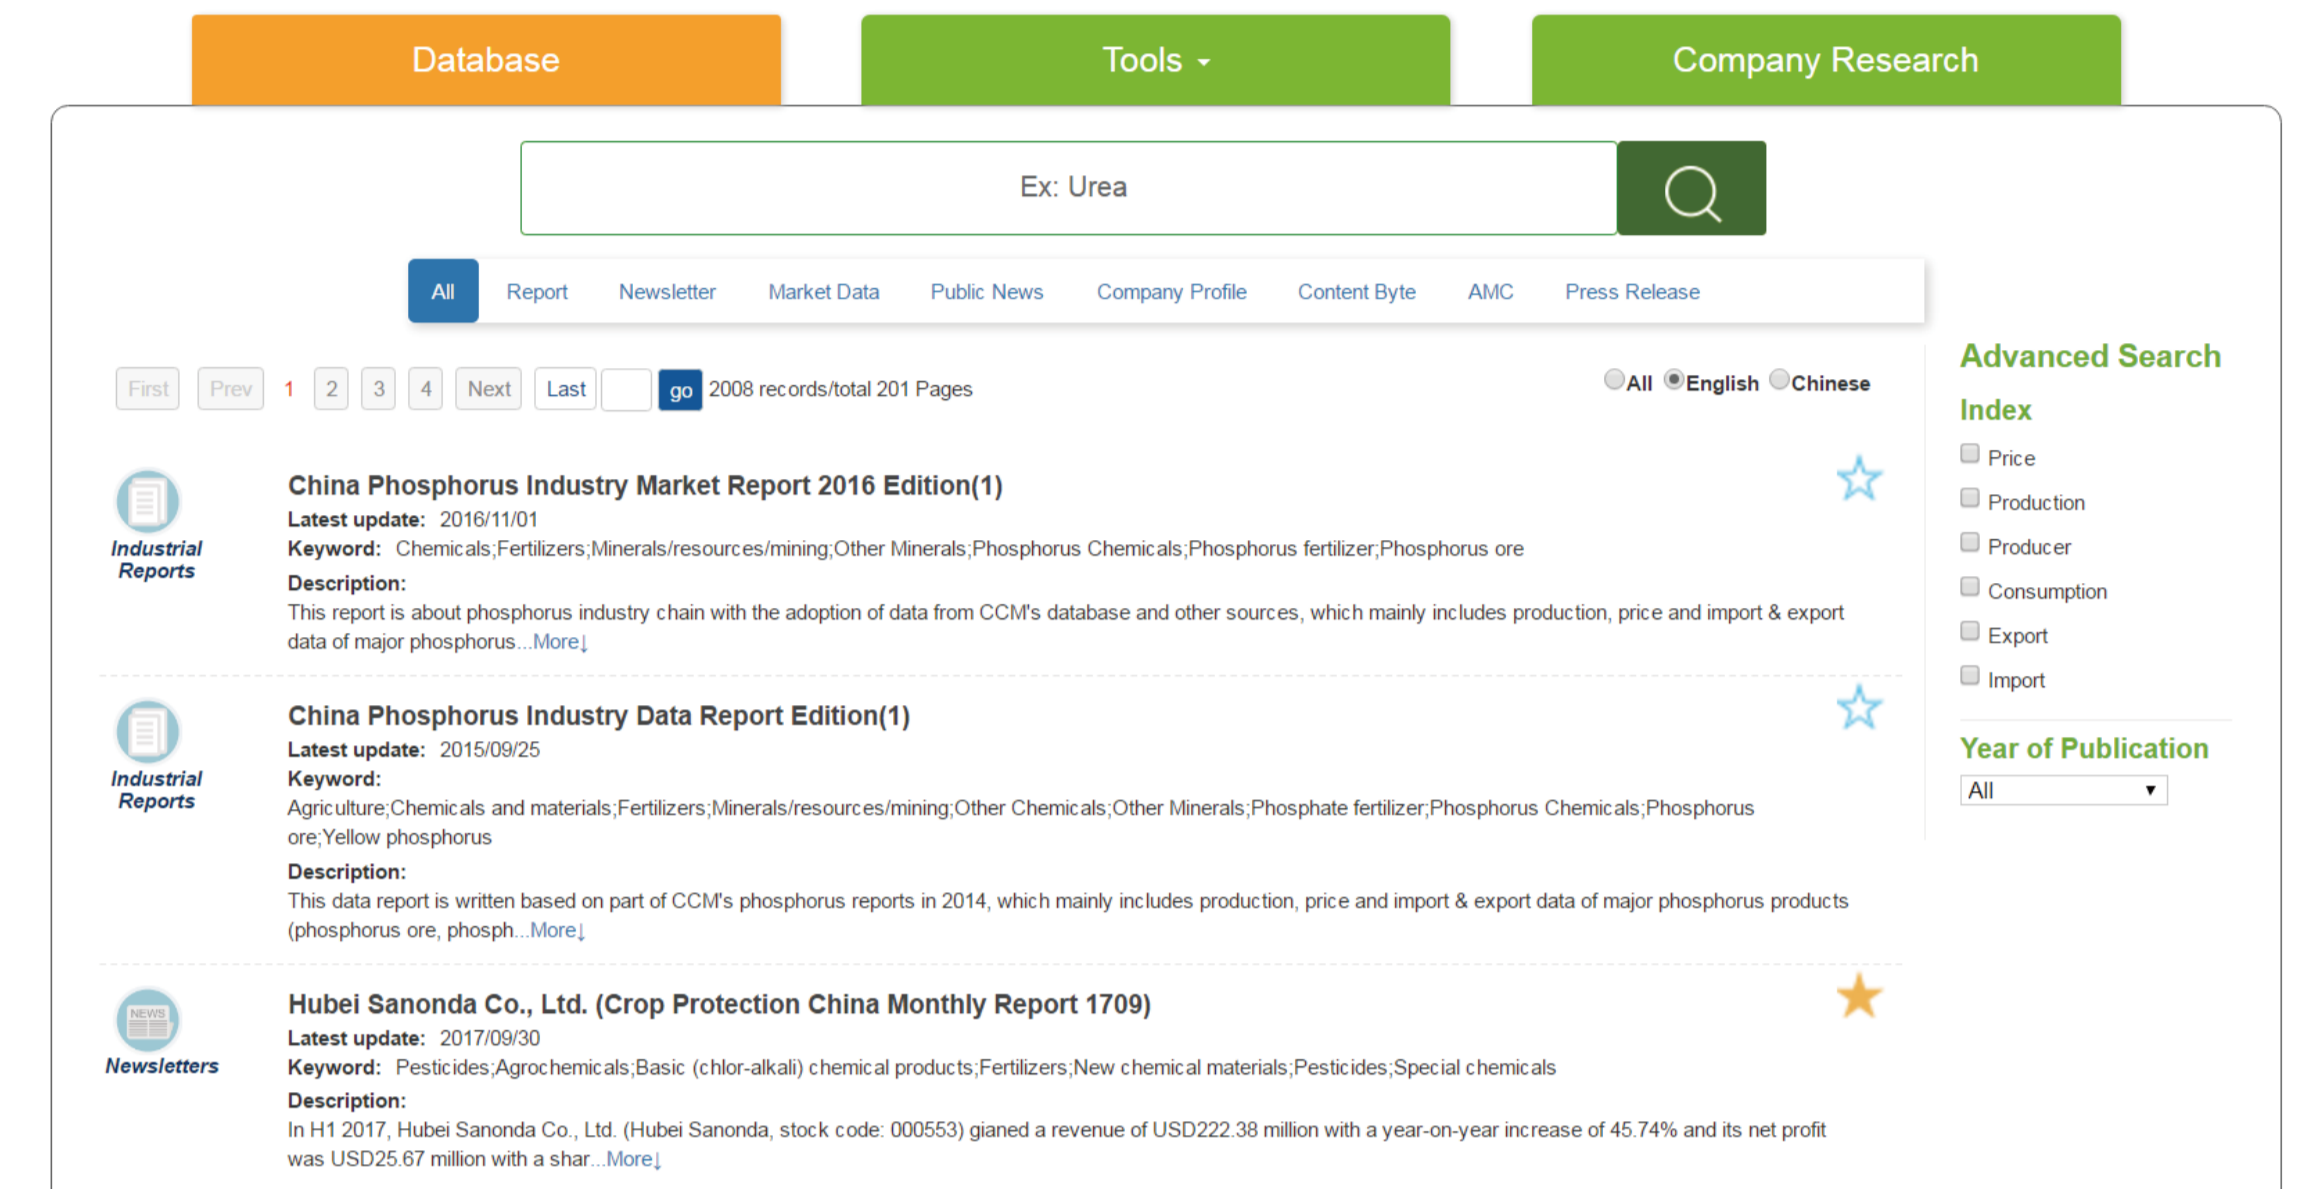 Database
Tools
Company Research
Ex: Urea
All Report Newsletter Market Data Public News Company Profile Content Byte AMC Press Release
First Prev 1 2 3 4 Next Last go 2008 records/total 201 Pages
All English Chinese
Advanced Search
Index
Price
Production
Producer
Consumption
Export
Import
Year of Publication
All
Industrial
Reports
China Phosphorus Industry Market Report 2016 Edition(1)
Latest update: 2016/11/01
Keyword: Chemicals;Fertilizers;Minerals/resources/mining;Other Minerals;Phosphorus Chemicals;Phosphorus fertilizer;Phosphorus ore
Description:
This report is about phosphorus industry chain with the adoption of data from CCM's database and other sources, which mainly includes production, price and import & export
data of major phosphorus...More↓
Industrial
Reports
China Phosphorus Industry Data Report Edition(1)
Latest update: 2015/09/25
Keyword:
Agriculture;Chemicals and materials;Fertilizers;Minerals/resources/mining;Other Chemicals;Other Minerals;Phosphate fertilizer;Phosphorus Chemicals;Phosphorus
ore;Yellow phosphorus
Description:
This data report is written based on part of CCM's phosphorus reports in 2014, which mainly includes production, price and import & export data of major phosphorus products
(phosphorus ore, phosph...More↓
NEWS
Newsletters
Hubei Sanonda Co., Ltd. (Crop Protection China Monthly Report 1709)
Latest update: 2017/09/30
Keyword: Pesticides;Agrochemicals;Basic (chlor-alkali) chemical products;Fertilizers;New chemical materials;Pesticides;Special chemicals
Description:
In H1 2017, Hubei Sanonda Co., Ltd. (Hubei Sanonda, stock code: 000553) gianed a revenue of USD222.38 million with a year-on-year increase of 45.74% and its net profit
was USD25.67 million with a shar...More↓